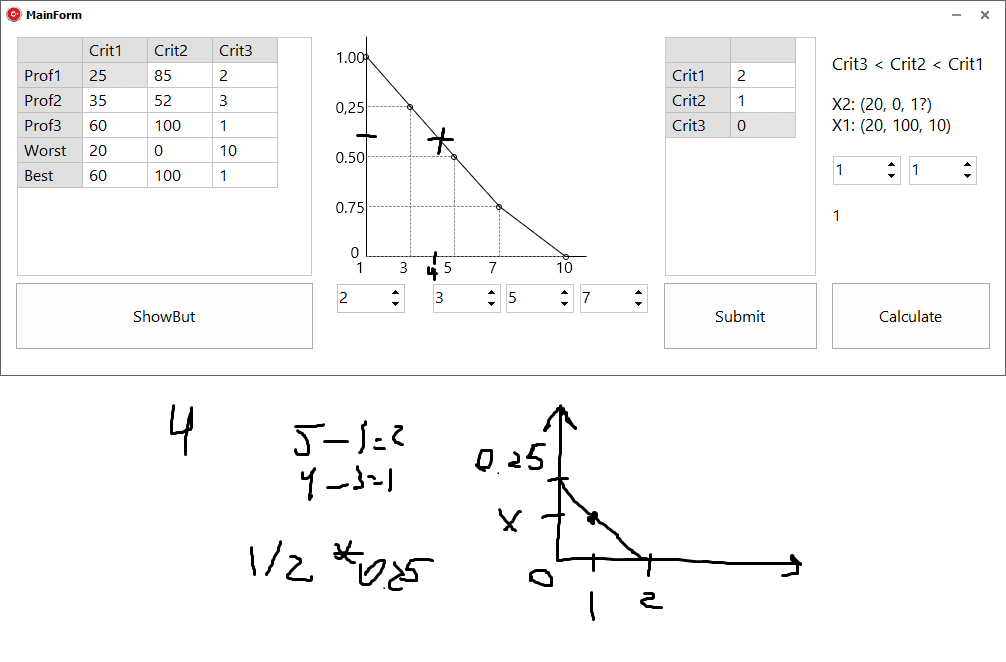 MainForm
Crit1 Crit2 Crit3
Prof1 25 85 2
Prof2 35 52 3
Prof3 60 100 1
Worst 20 0 10
Best 60 100 1
ShowBut
1.00
0,25
0.50
0.75
0
1 3 4 5 7 10
2 3 5 7
Crit1 2
Crit2 1
Crit3 0
Submit
Crit3 < Crit2 < Crit1
X2: (20, 0, 1?)
X1: (20, 100, 10)
1 1
1
Calculate
4
5-3=2
4-3=1
1/2 *0.25
0.25
X
0
1 2